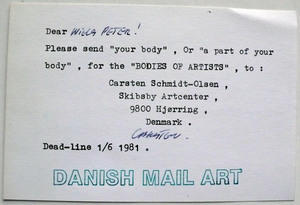 Dear WILLA PETER!
Please send "your body" , Or "a part of your
body" , for the "BODIES OF ARTISTS" , to :
Carsten Schmidt-Olsen ,
Skibsby Artcenter ,
9800 Hjørring ,
Denmark .
CARSTEN
Dead-line 1/6 1981 .
DANISH MAIL ART